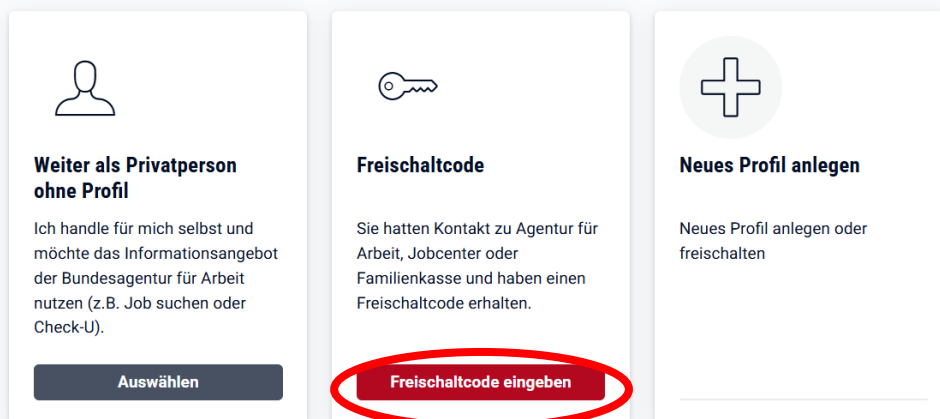 Weiter als Privatperson
ohne Profil
Ich handle für mich selbst und
möchte das Informationsangebot
der Bundesagentur für Arbeit
nutzen (z.B. Job suchen oder
Check-U).
Auswählen
Freischaltcode
Sie hatten Kontakt zu Agentur für
Arbeit, Jobcenter oder
Familienkasse und haben einen
Freischaltcode erhalten.
Freischaltcode eingeben
Neues Profil anlegen
Neues Profil anlegen oder
freischalten